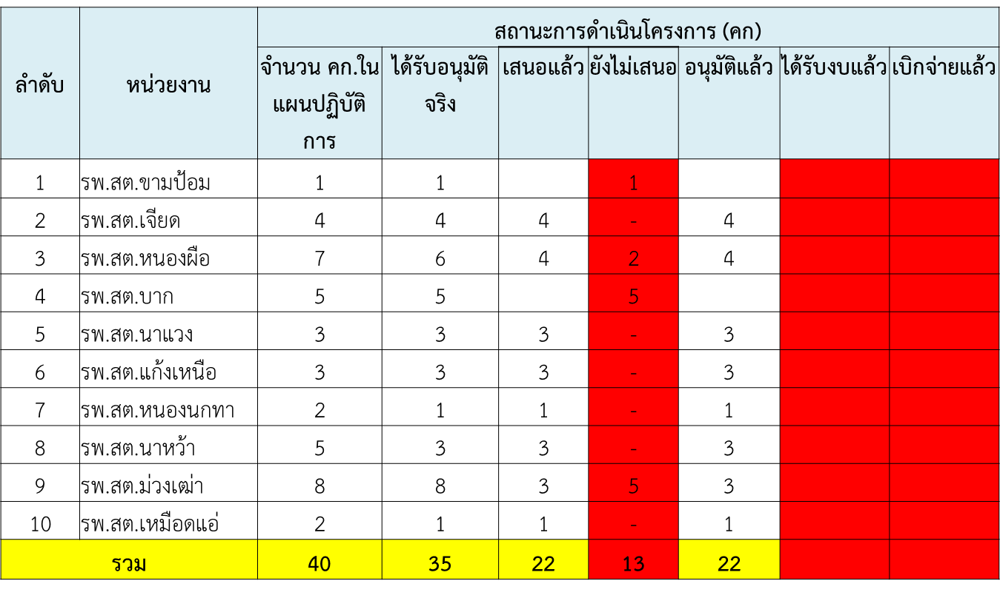 สถานะการดำเนินโครงการ (คก)
ลำดับ หน่วยงาน จำนวน คก.ใน ได้รับอนุมัติ เสนอแล้ว ยังไม่เสนอ อนุมัติแล้ว ได้รับงบแล้ว เบิกจ่ายแล้ว
แผนปฏิบัติ จริง
การ
1 รพ.สต.ขามป้อม 1 1 1
2 รพ.สต.เจียด 4 4 4 - 4
3 รพ.สต.หนองผือ 7 6 4 2 4
4 รพ.สต.บาก 5 5 5
5 รพ.สต.นาแวง 3 3 3 - 3
6 รพ.สต.แก้งเหนือ 3 3 3 - 3
7 รพ.สต.หนองนกทา 2 1 1 - 1
8 รพ.สต.นาหว้า 5 3 3 - 3
9 รพ.สต.ม่วงเฒ่า 8 8 3 5 3
10 รพ.สต.เหมือดแอ่ 2 1 1 - 1
รวม 40 35 22 13 22